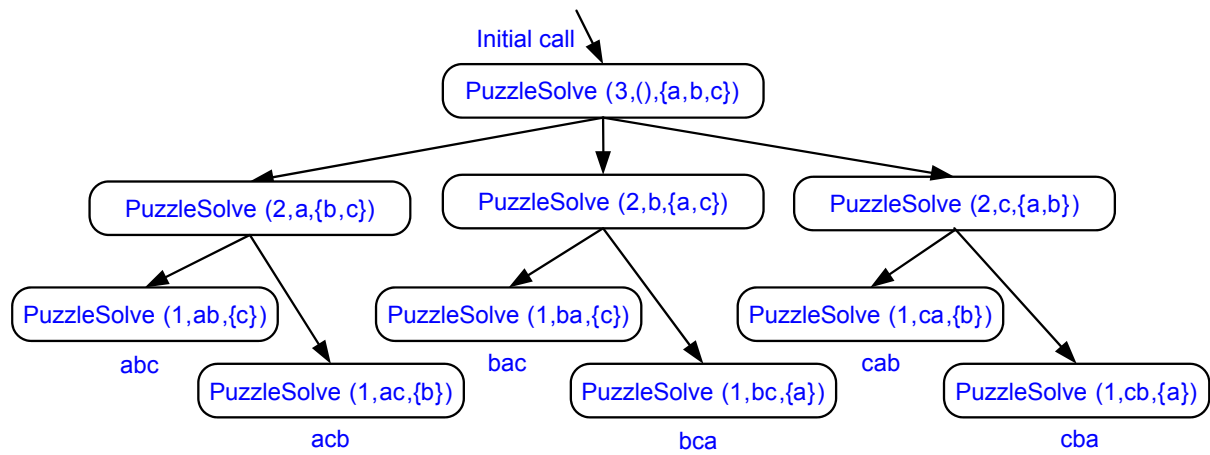 Initial call
PuzzleSolve (3,(),{a,b,c})
PuzzleSolve (2,a,{b,c})
PuzzleSolve (2,b,{a,c})
PuzzleSolve (2,c,{a,b})
PuzzleSolve (1,ab,{c})
abc
PuzzleSolve (1,ac,{b})
acb
PuzzleSolve (1,ba,{c})
bac
PuzzleSolve (1,bc,{a})
bca
PuzzleSolve (1,ca,{b})
cab
PuzzleSolve (1,cb,{a})
cba